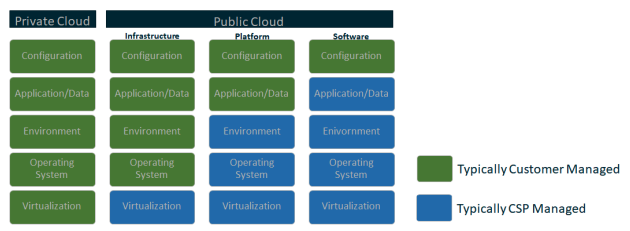 Private Cloud Public Cloud
Infrastructure Platform Software
Configuration Configuration Configuration Configuration
Application/Data Application/Data Application/Data Application/Data
Environment Environment Environment Enivornment
Operating System Operating System Operating System Operating System
Virtualization Virtualization Virtualization Virtualization
Typically Customer Managed
Typically CSP Managed